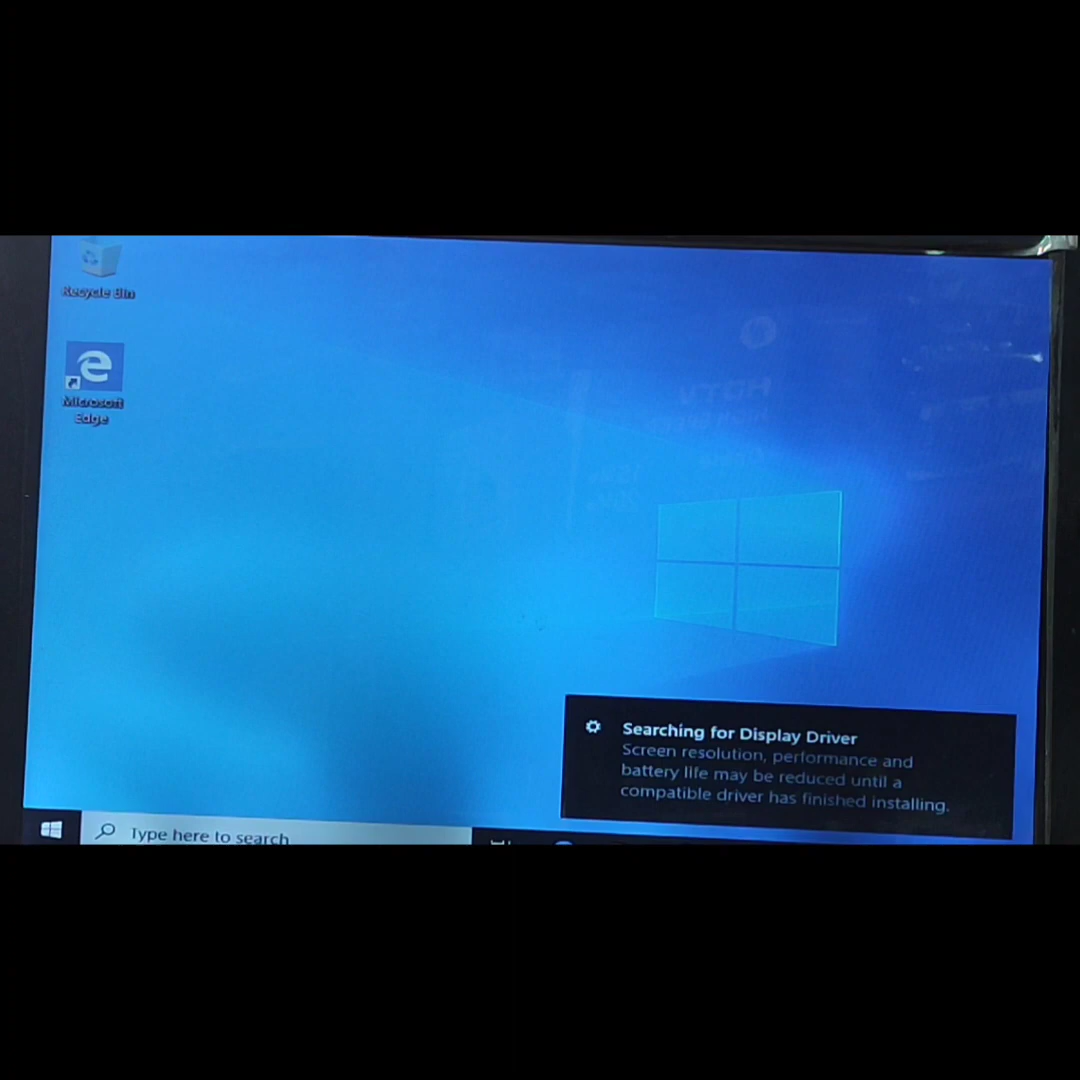 Recycle Bin
Microsoft
Edge
Searching for Display Driver
Screen resolution, performance and
battery life may be reduced until a
compatible driver has finished installing.
Type here to search